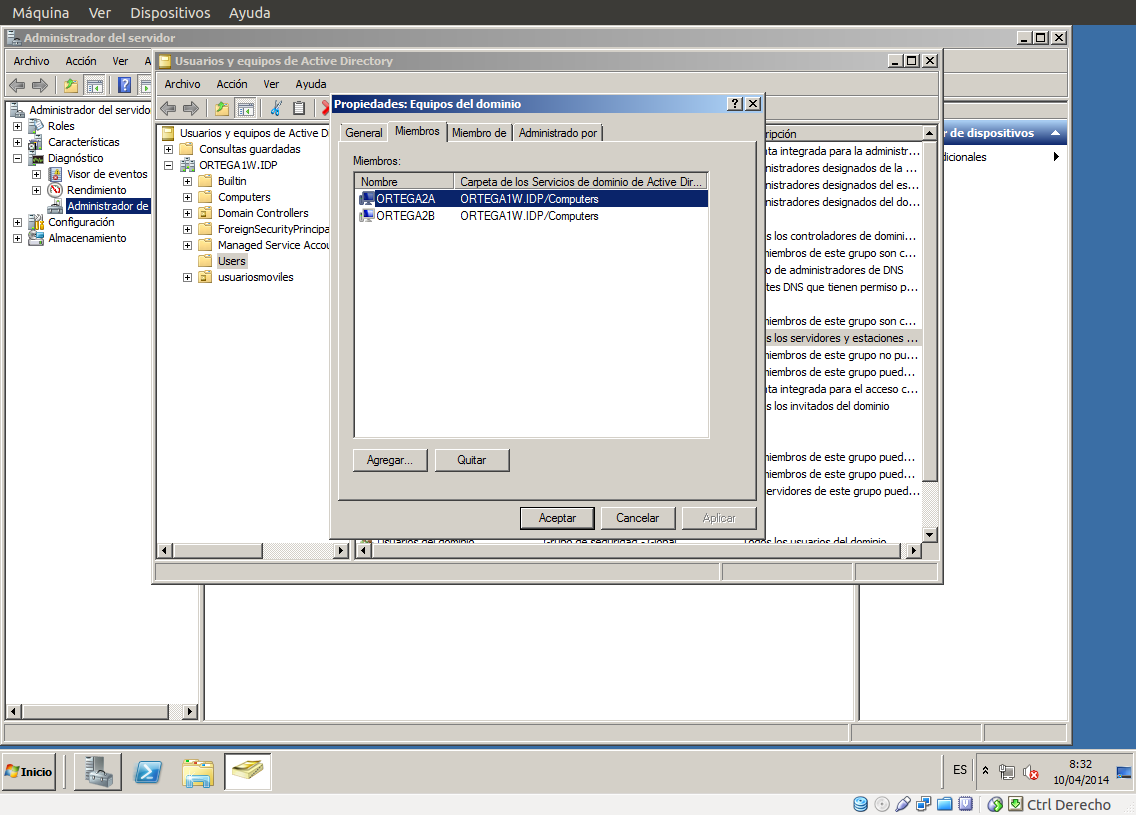 Máquina Ver Dispositivos Ayuda
Administrador del servidor
Archivo Acción Ver A
Administrador del servido
Roles
Características
Diagnóstico
Visor de eventos
Rendimiento
Administrador de
Configuración
Almacenamiento
Usuarios y equipos de Active Directory
Archivo Acción Ver Ayuda
Usuarios y equipos de Active D
Consultas guardadas
ORTEGA1W.IDP
Builtin
Computers
Domain Controllers
ForeignSecurityPrincipa
Managed Service Accou
Users
usuariosmoviles
Propiedades: Equipos del dominio
General Miembros Miembro de Administrado por
Miembros:
Nombre Carpeta de los Servicios de dominio de Active Dir...
ORTEGA2A ORTEGA1W.IDP/Computers
ORTEGA2B ORTEGA1W.IDP/Computers
Agregar... Quitar
Aceptar Cancelar Aplicar
ripción
ta integrada para la administr...
nistradores designados de la ...
nistradores designados del es...
nistradores designados del do...
s los controladores de domini...
miembros de este grupo son c...
o de administradores de DNS
tes DNS que tienen permiso p...
miembros de este grupo son c...
s los servidores y estaciones ...
miembros de este grupo no pu...
miembros de este grupo pued...
ta integrada para el acceso c...
s los invitados del dominio
miembros de este grupo pued...
miembros de este grupo pued...
ervidores de este grupo pued...
Usuarios del dominio Grupo de seguridad - Global Todos los usuarios del dominio
r de dispositivos
dicionales
Inicio
ES
8:32
10/04/2014
Ctrl Derecho